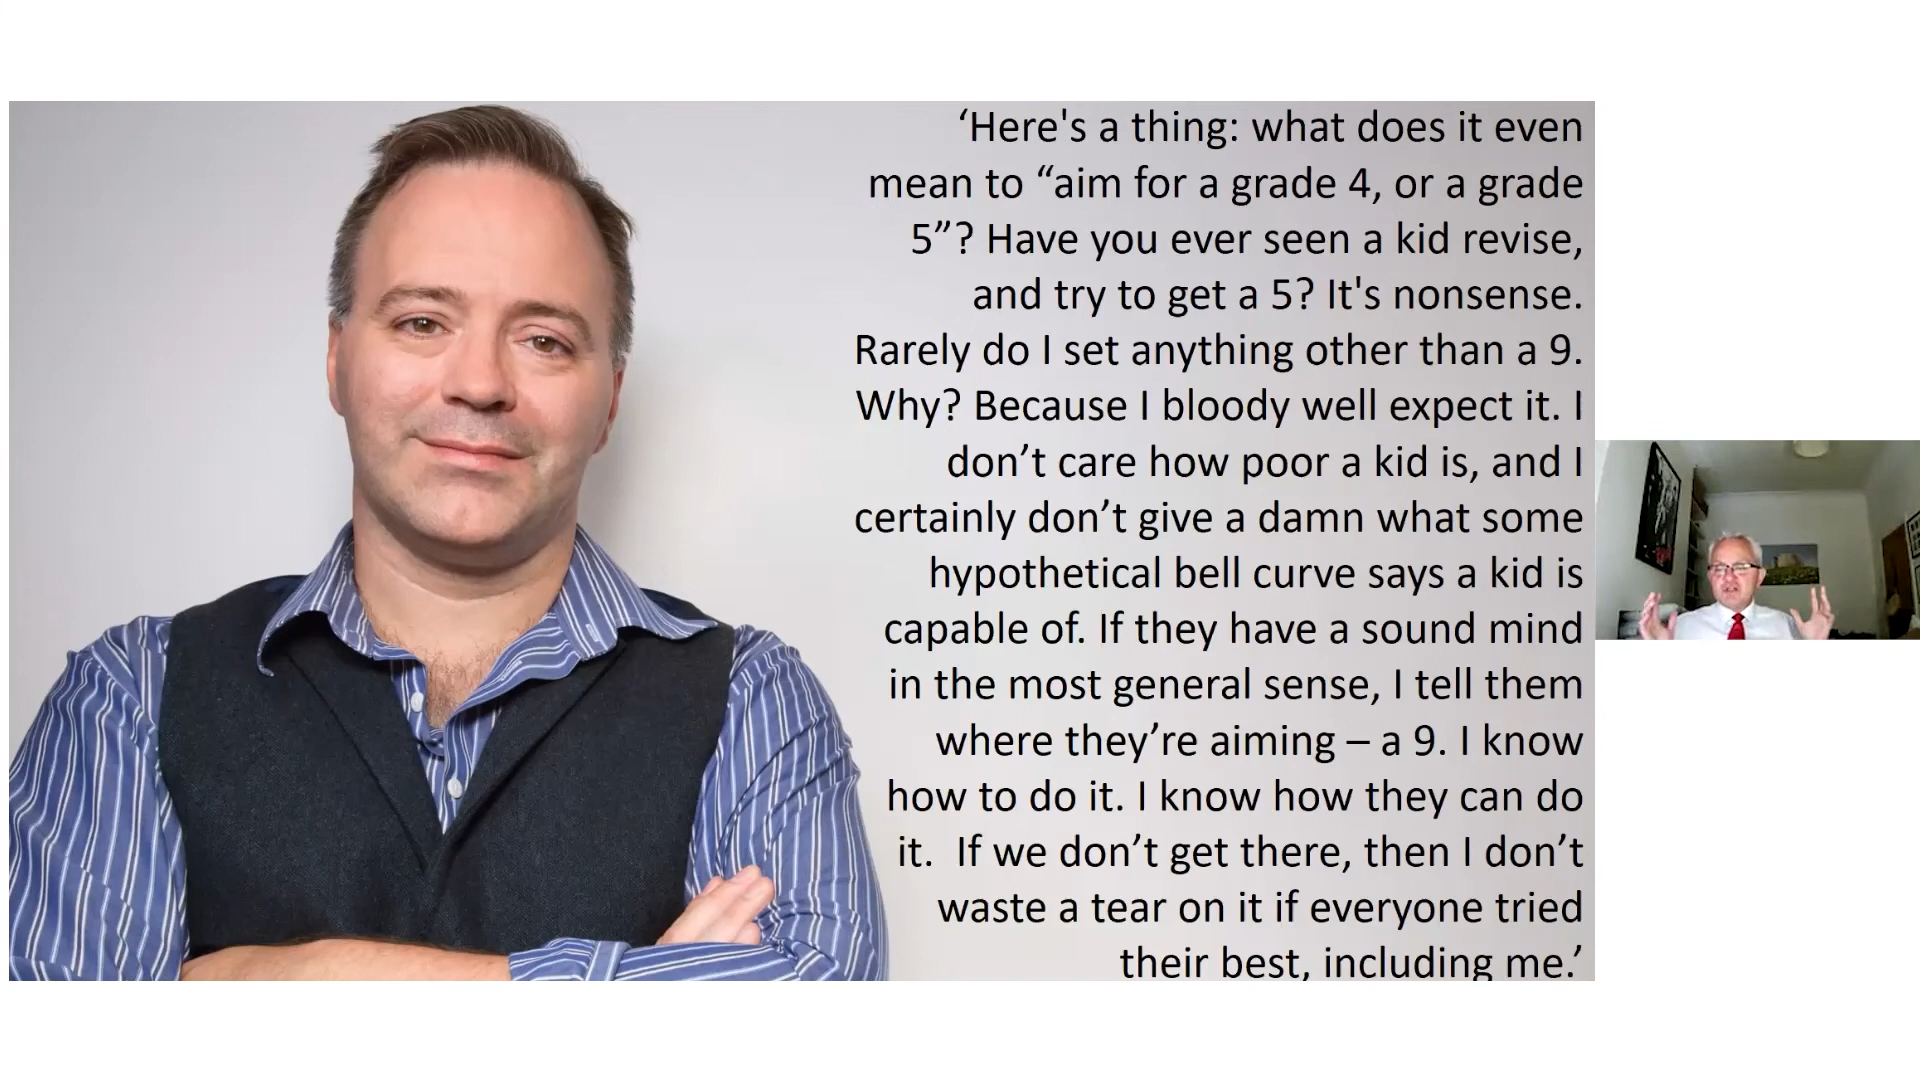 ‘Here's a thing: what does it even
mean to “aim for a grade 4, or a grade
5”? Have you ever seen a kid revise,
and try to get a 5? It's nonsense.
Rarely do I set anything other than a 9.
Why? Because I bloody well expect it. I
don’t care how poor a kid is, and I
certainly don’t give a damn what some
hypothetical bell curve says a kid is
capable of. If they have a sound mind
in the most general sense, I tell them
where they’re aiming – a 9. I know
how to do it. I know how they can do
it.  If we don’t get there, then I don’t
waste a tear on it if everyone tried
their best, including me.’